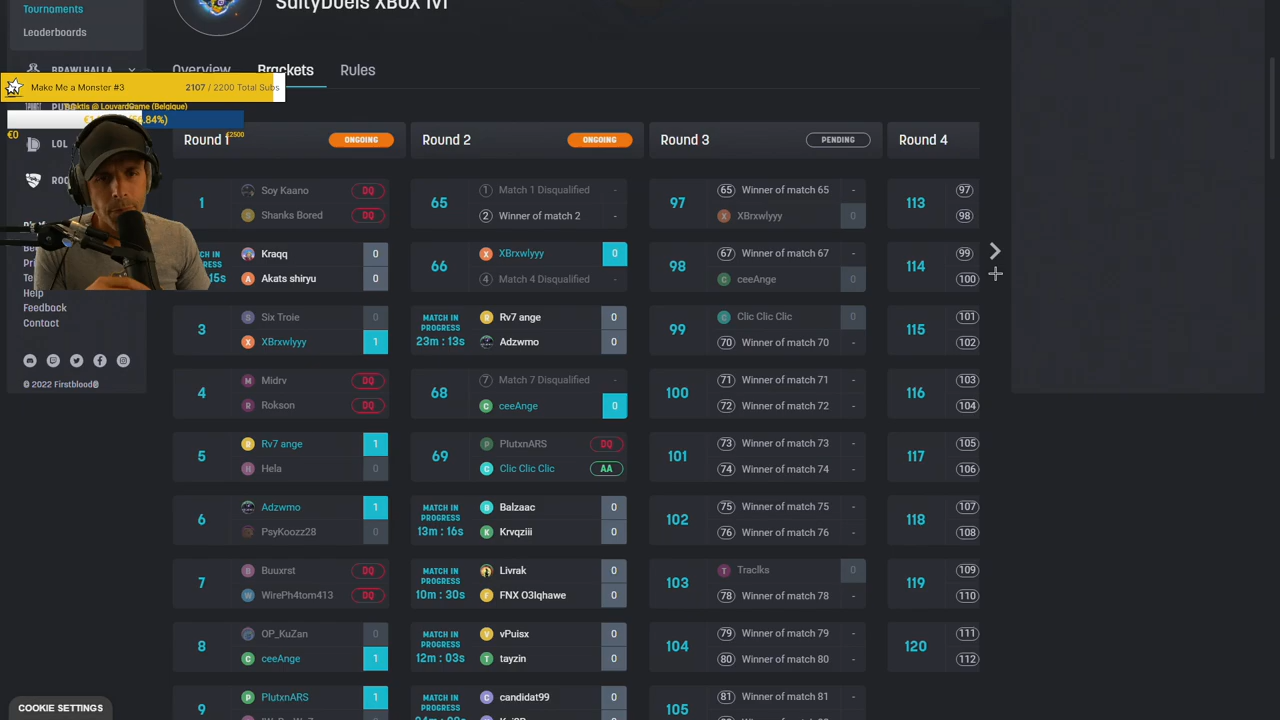 Tournaments
Leaderboards
BRAWLHALLA
Make Me a Monster #3
2107 / 2200 Total Subs
@ LouvardGame (Belgique)
€0
€2500
LOL
Help
Feedback
Contact
© 2022 Firstblood®
COOKIE SETTINGS
SaltyDuels XBOX 1v1
Overview
Brackets
Rules
Round 1
ONGOING
1
Soy Kaano DQ
Shanks Bored DQ
Kraqq 0
Akats shiryu 0
15s
3
Six Troie 0
XBrxwlyyy 1
4
Midrv DQ
Rokson DQ
5
Rv7 ange 1
Hela 0
6
Adzwmo 1
PsyKoozz28 0
7
Buuxrst DQ
WirePh4tom413 DQ
8
OP_KuZan 0
ceeAnge 1
9
PlutxnARS 1
Round 2
ONGOING
65
1 Match 1 Disqualified -
2 Winner of match 2 -
66
XBrxwlyyy 0
4 Match 4 Disqualified -
MATCH IN PROGRESS
23m : 13s
Rv7 ange 0
Adzwmo 0
68
7 Match 7 Disqualified -
ceeAnge 0
69
PlutxnARS DQ
Clic Clic Clic AA
MATCH IN PROGRESS
13m : 16s
Balzaac 0
Krvqziii 0
MATCH IN PROGRESS
10m : 30s
Livrak 0
FNX O3lqhawe 0
MATCH IN PROGRESS
12m : 03s
vPuisx 0
tayzin 0
MATCH IN PROGRESS
candidat99 0
Round 3
PENDING
97
65 Winner of match 65 -
XBrxwlyyy 0
98
67 Winner of match 67 -
ceeAnge 0
99
Clic Clic Clic 0
70 Winner of match 70 -
100
71 Winner of match 71 -
72 Winner of match 72 -
101
73 Winner of match 73 -
74 Winner of match 74 -
102
75 Winner of match 75 -
76 Winner of match 76 -
103
Traclks 0
78 Winner of match 78 -
104
79 Winner of match 79 -
80 Winner of match 80 -
105
81 Winner of match 81 -
Round 4
113
97
98
114
99
100
115
101
102
116
103
104
117
105
106
118
107
108
119
109
110
120
111
112